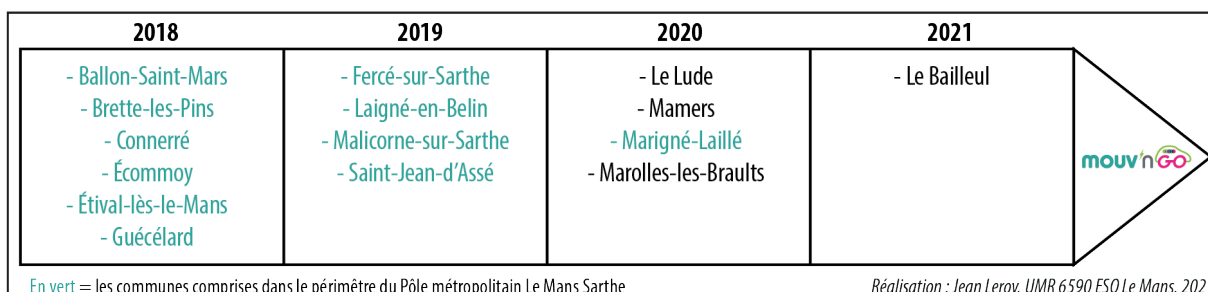 2018
- Ballon-Saint-Mars
- Brette-les-Pins
- Connerré
- Écommoy
- Étival-lès-le-Mans
- Guécélard
2019
- Fercé-sur-Sarthe
- Laigné-en-Belin
- Malicorne-sur-Sarthe
- Saint-Jean-d'Assé
2020
- Le Lude
- Mamers
- Marigné-Laillé
- Marolles-les-Braults
2021
- Le Bailleul
mouv'nGO
En vert = les communes comprises dans le périmêtre du Pôle métropolitain Le Mans Sarthe
Réalisation : Jean Leroy, UMR 6590 ESO Le Mans,